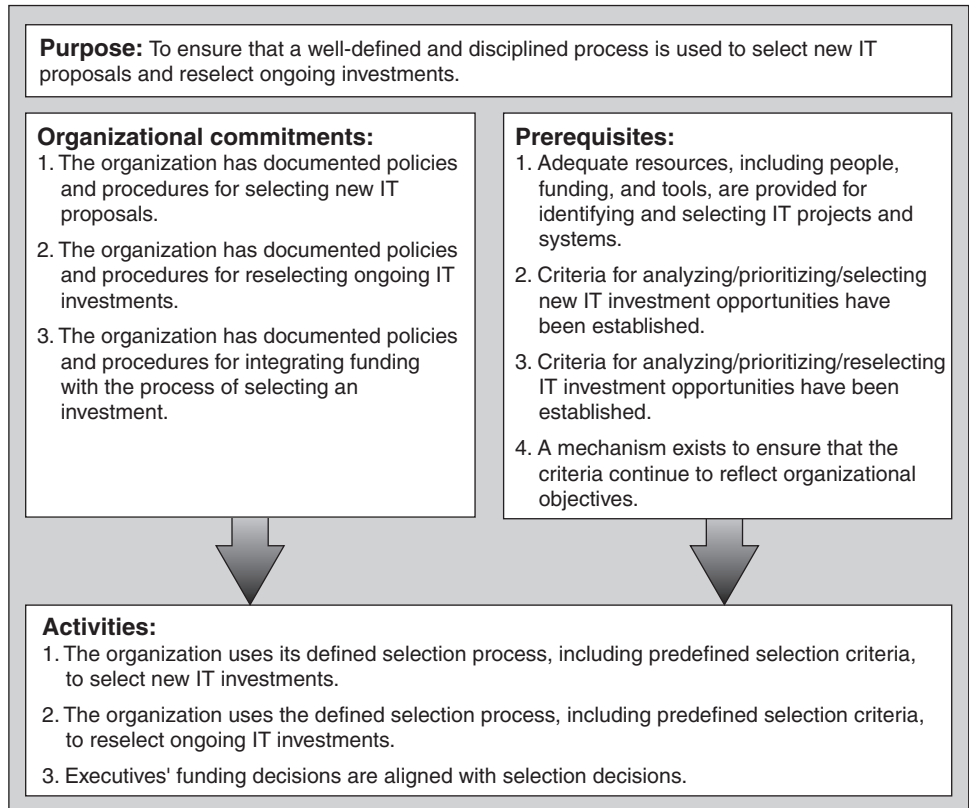 Purpose: To ensure that a well-defined and disciplined process is used to select new IT
proposals and reselect ongoing investments.
Organizational commitments:
1. The organization has documented policies
and procedures for selecting new IT
proposals.
2. The organization has documented policies
and procedures for reselecting ongoing IT
investments.
3. The organization has documented policies
and procedures for integrating funding
with the process of selecting an
investment.
Prerequisites:
1. Adequate resources, including people,
funding, and tools, are provided for
identifying and selecting IT projects and
systems.
2. Criteria for analyzing/prioritizing/selecting
new IT investment opportunities have
been established.
3. Criteria for analyzing/prioritizing/reselecting
IT investment opportunities have been
established.
4. A mechanism exists to ensure that the
criteria continue to reflect organizational
objectives.
Activities:
1. The organization uses its defined selection process, including predefined selection criteria,
to select new IT investments.
2. The organization uses the defined selection process, including predefined selection criteria,
to reselect ongoing IT investments.
3. Executives' funding decisions are aligned with selection decisions.